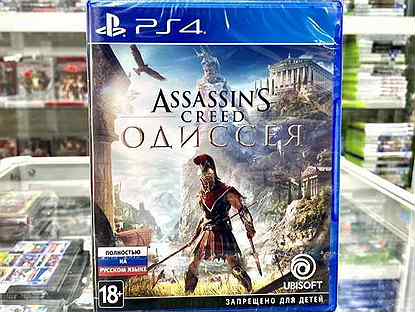 PS4
ASSASSIN'S
CREED
ОДИССЕЯ
ПОЛНОСТЬЮ
НА
РУССКОМ ЯЗЫКЕ
18+
UBISOFT
ЗАПРЕЩЕНО ДЛЯ ДЕТЕЙ